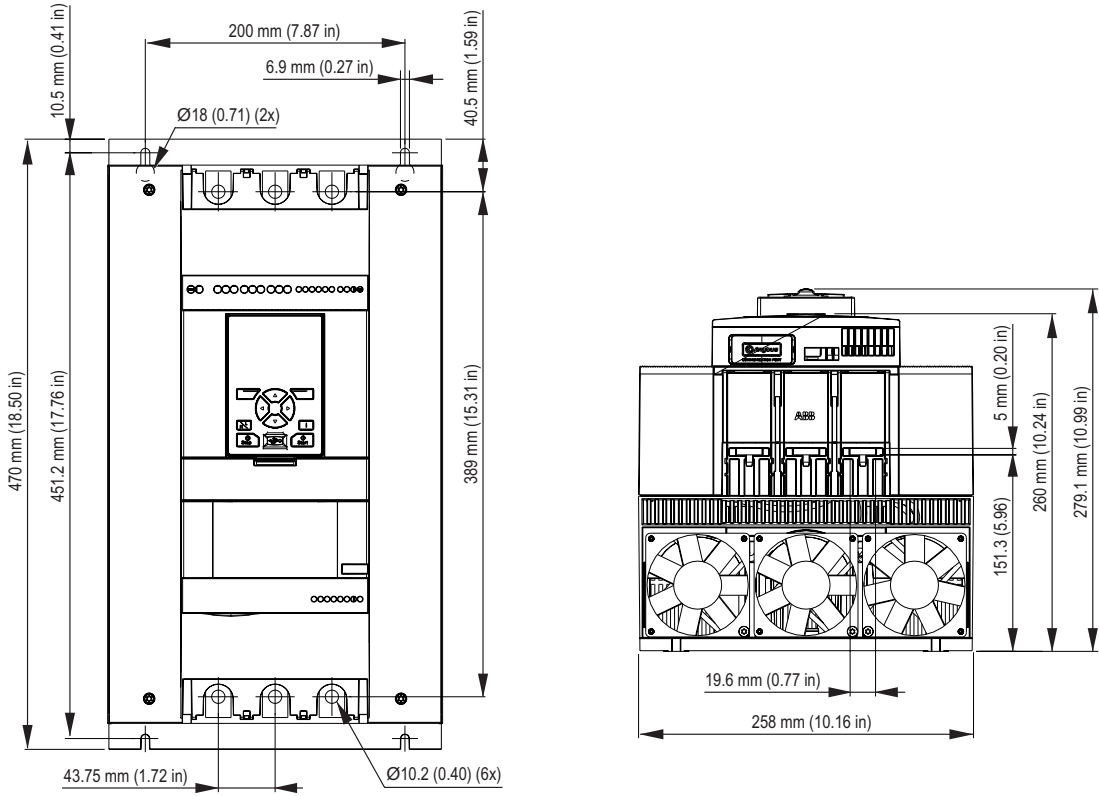 200 mm (7.87 in)
6.9 mm (0.27 in)
10.5 mm (0.41 in)
40.5 mm (1.59 in)
Ø18 (0.71) (2x)
470 mm (18.50 in)
451.2 mm (17.76 in)
389 mm (15.31 in)
Stop
Start
43.75 mm (1.72 in)
Ø10.2 (0.40) (6x)
ABB
5 mm (0.20 in)
151.3 (5.96)
260 mm (10.24 in)
279.1 mm (10.99 in)
19.6 mm (0.77 in)
258 mm (10.16 in)